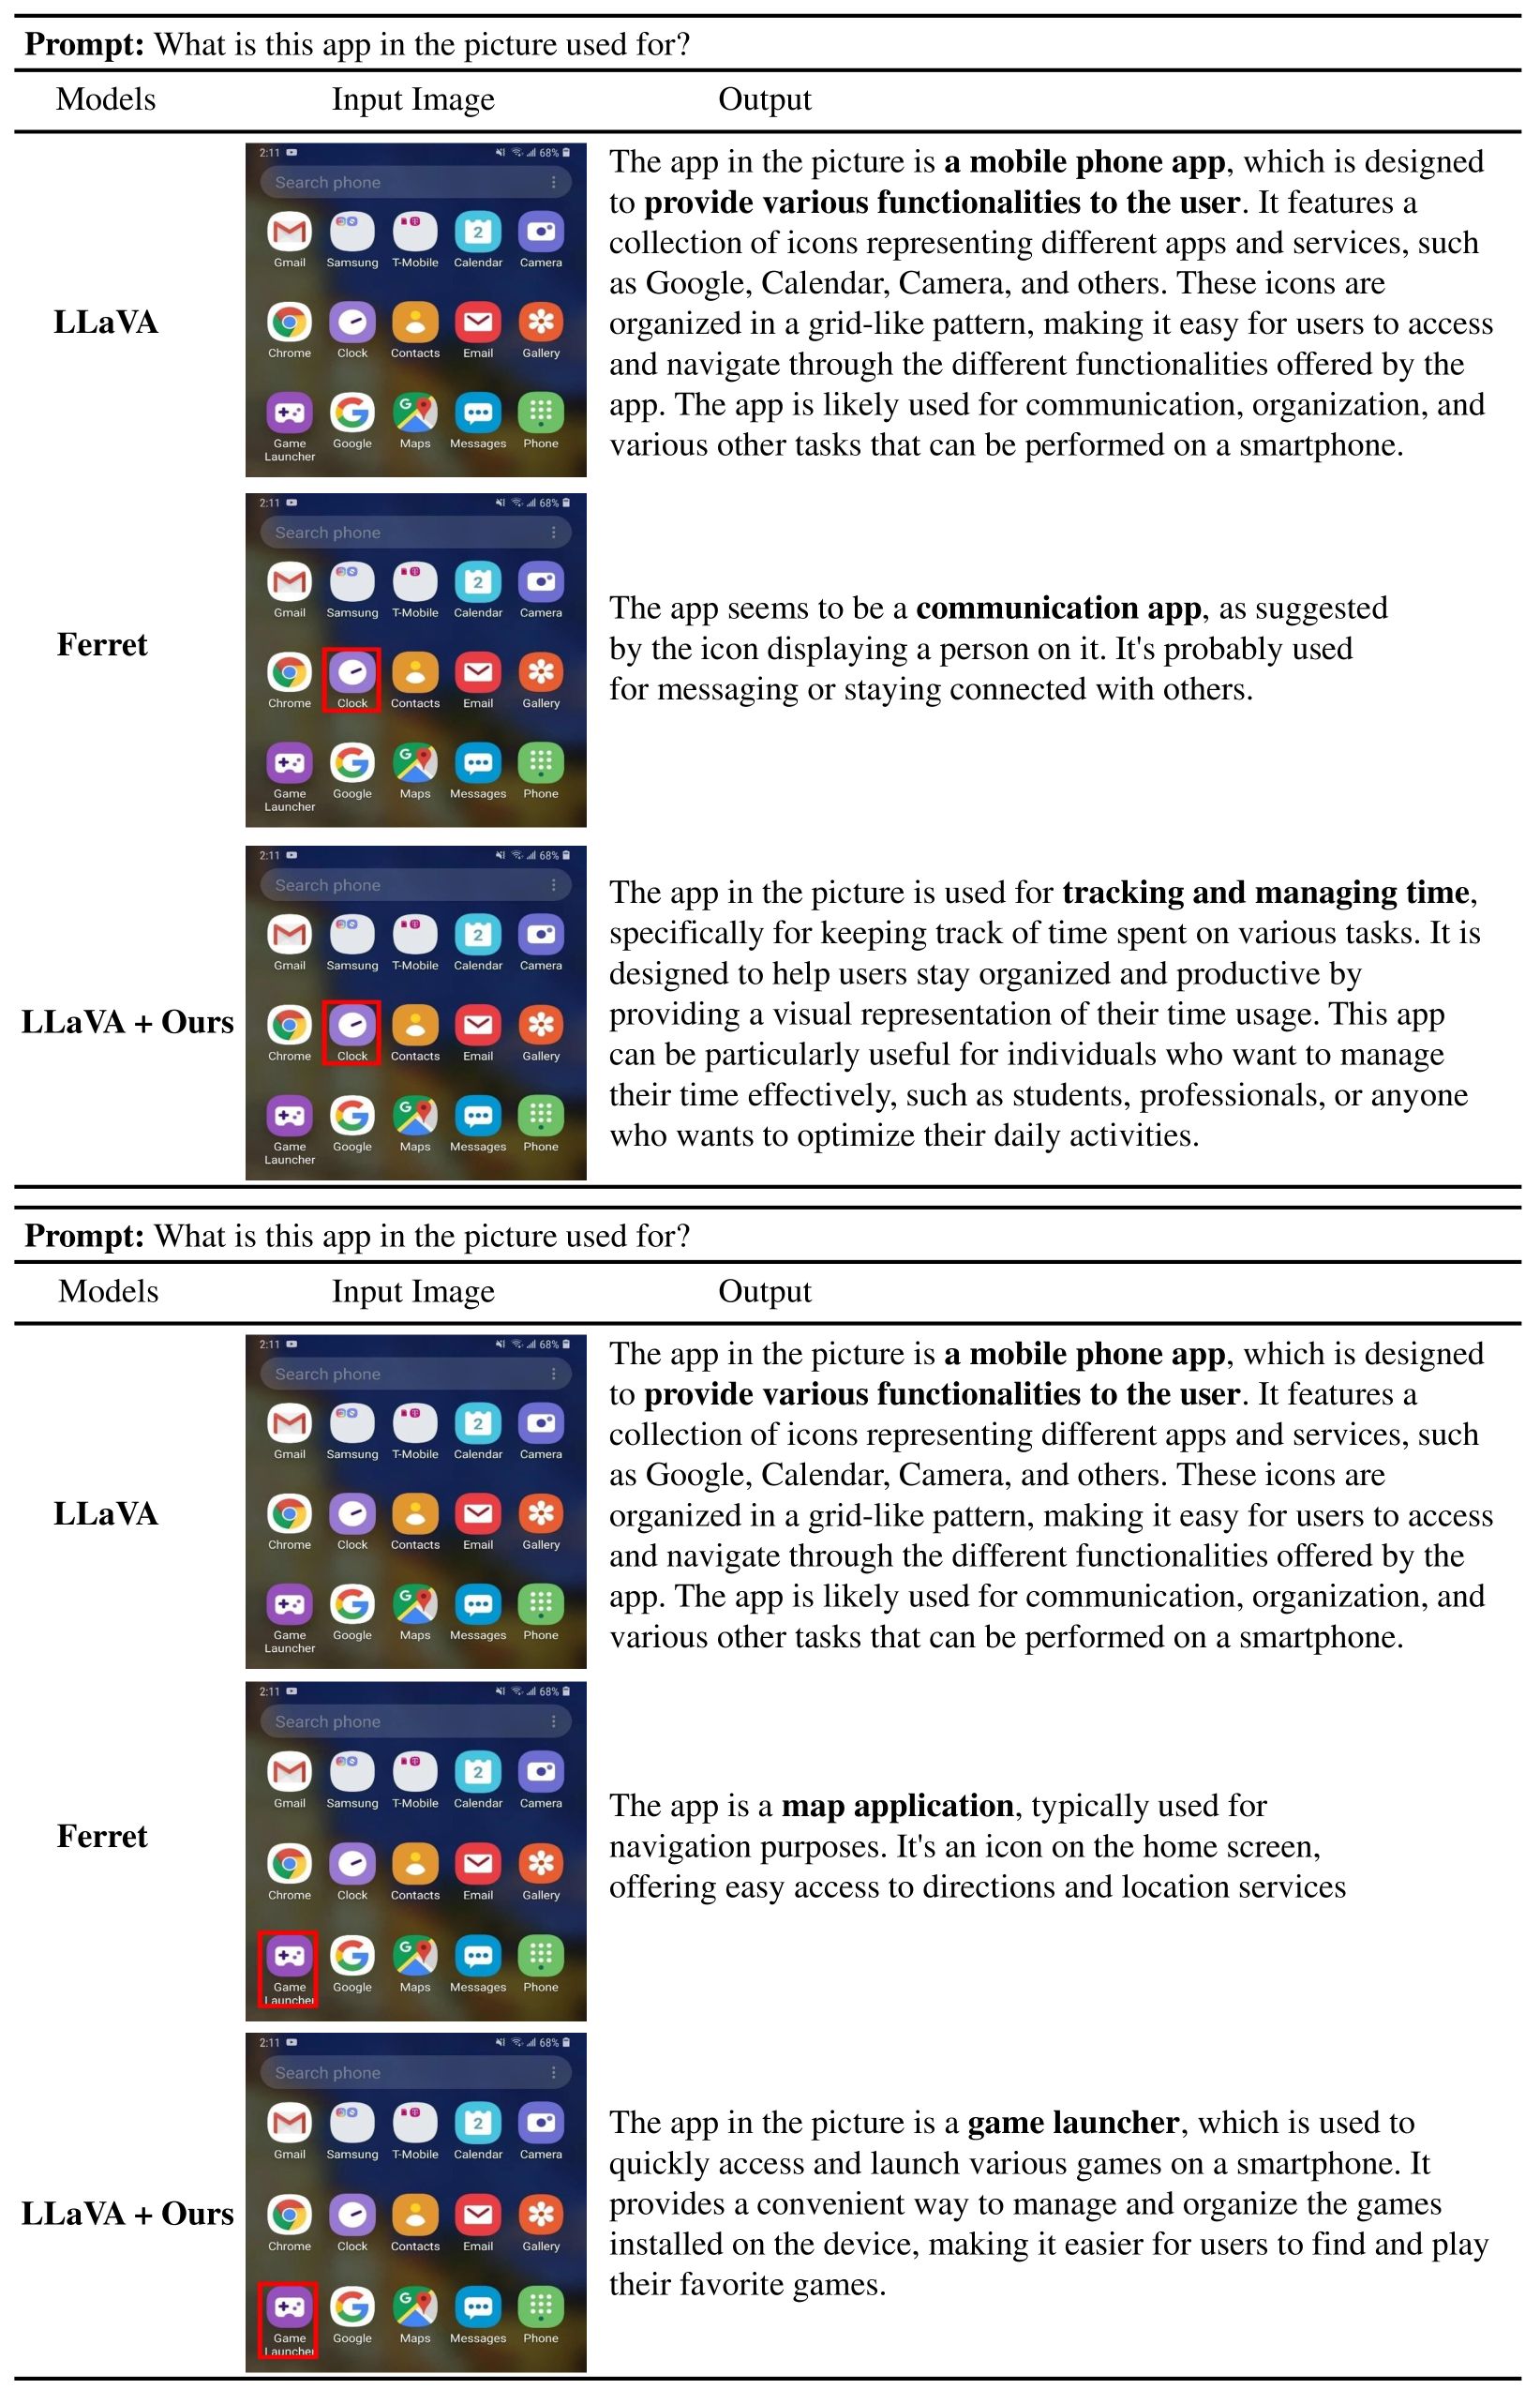 Prompt: What is this app in the picture used for?
Models Input Image Output
LLaVA
2:11 68%
Search phone
Gmail Samsung T-Mobile Calendar Camera
2
Chrome Clock Contacts Email Gallery
Game Launcher Google Maps Messages Phone
The app in the picture is a mobile phone app, which is designed
to provide various functionalities to the user. It features a
collection of icons representing different apps and services, such
as Google, Calendar, Camera, and others. These icons are
organized in a grid-like pattern, making it easy for users to access
and navigate through the different functionalities offered by the
app. The app is likely used for communication, organization, and
various other tasks that can be performed on a smartphone.
Ferret
2:11 68%
Search phone
Gmail Samsung T-Mobile Calendar Camera
2
Chrome Clock Contacts Email Gallery
Game Launcher Google Maps Messages Phone
The app seems to be a communication app, as suggested
by the icon displaying a person on it. It's probably used
for messaging or staying connected with others.
LLaVA + Ours
2:11 68%
Search phone
Gmail Samsung T-Mobile Calendar Camera
2
Chrome Clock Contacts Email Gallery
Game Launcher Google Maps Messages Phone
The app in the picture is used for tracking and managing time,
specifically for keeping track of time spent on various tasks. It is
designed to help users stay organized and productive by
providing a visual representation of their time usage. This app
can be particularly useful for individuals who want to manage
their time effectively, such as students, professionals, or anyone
who wants to optimize their daily activities.
Prompt: What is this app in the picture used for?
Models Input Image Output
LLaVA
2:11 68%
Search phone
Gmail Samsung T-Mobile Calendar Camera
2
Chrome Clock Contacts Email Gallery
Game Launcher Google Maps Messages Phone
The app in the picture is a mobile phone app, which is designed
to provide various functionalities to the user. It features a
collection of icons representing different apps and services, such
as Google, Calendar, Camera, and others. These icons are
organized in a grid-like pattern, making it easy for users to access
and navigate through the different functionalities offered by the
app. The app is likely used for communication, organization, and
various other tasks that can be performed on a smartphone.
Ferret
2:11 68%
Search phone
Gmail Samsung T-Mobile Calendar Camera
2
Chrome Clock Contacts Email Gallery
Game Launcher Google Maps Messages Phone
The app is a map application, typically used for
navigation purposes. It's an icon on the home screen,
offering easy access to directions and location services
LLaVA + Ours
2:11 68%
Search phone
Gmail Samsung T-Mobile Calendar Camera
2
Chrome Clock Contacts Email Gallery
Game Launcher Google Maps Messages Phone
The app in the picture is a game launcher, which is used to
quickly access and launch various games on a smartphone. It
provides a convenient way to manage and organize the games
installed on the device, making it easier for users to find and play
their favorite games.